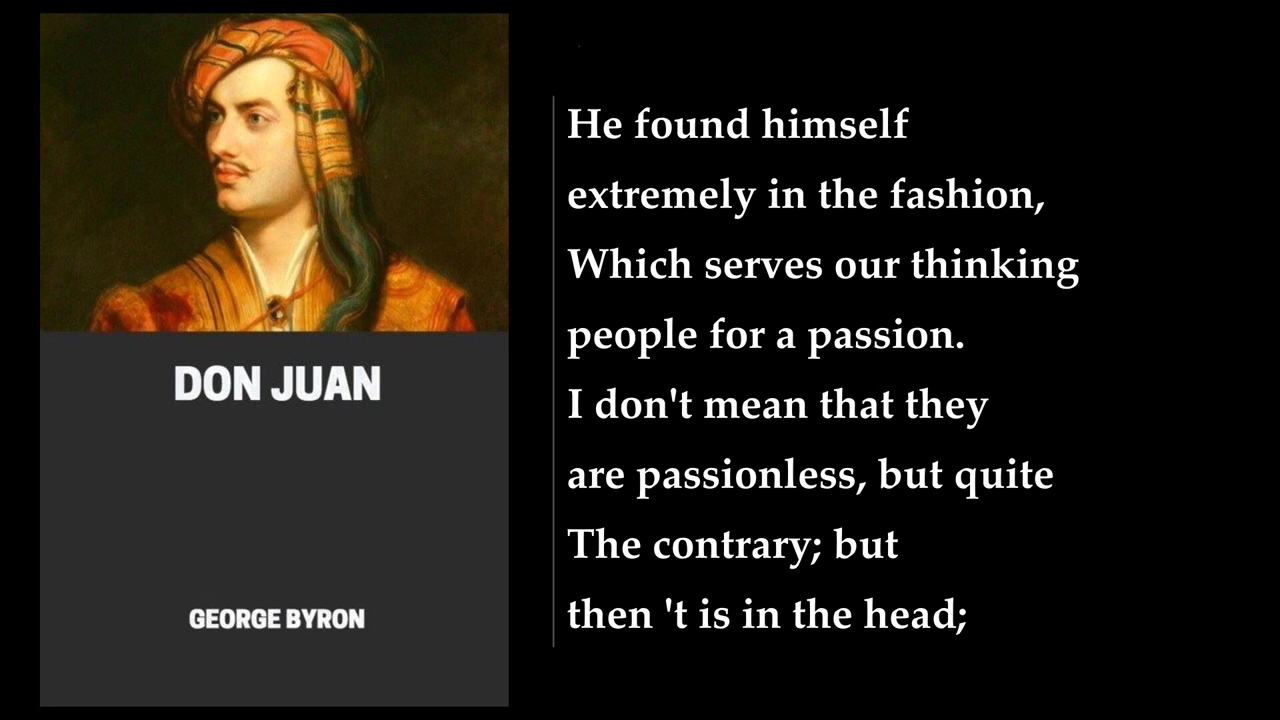 DON JUAN
GEORGE BYRON
He found himself
extremely in the fashion,
Which serves our thinking
people for a passion.
I don't mean that they
are passionless, but quite
The contrary; but
then 't is in the head;